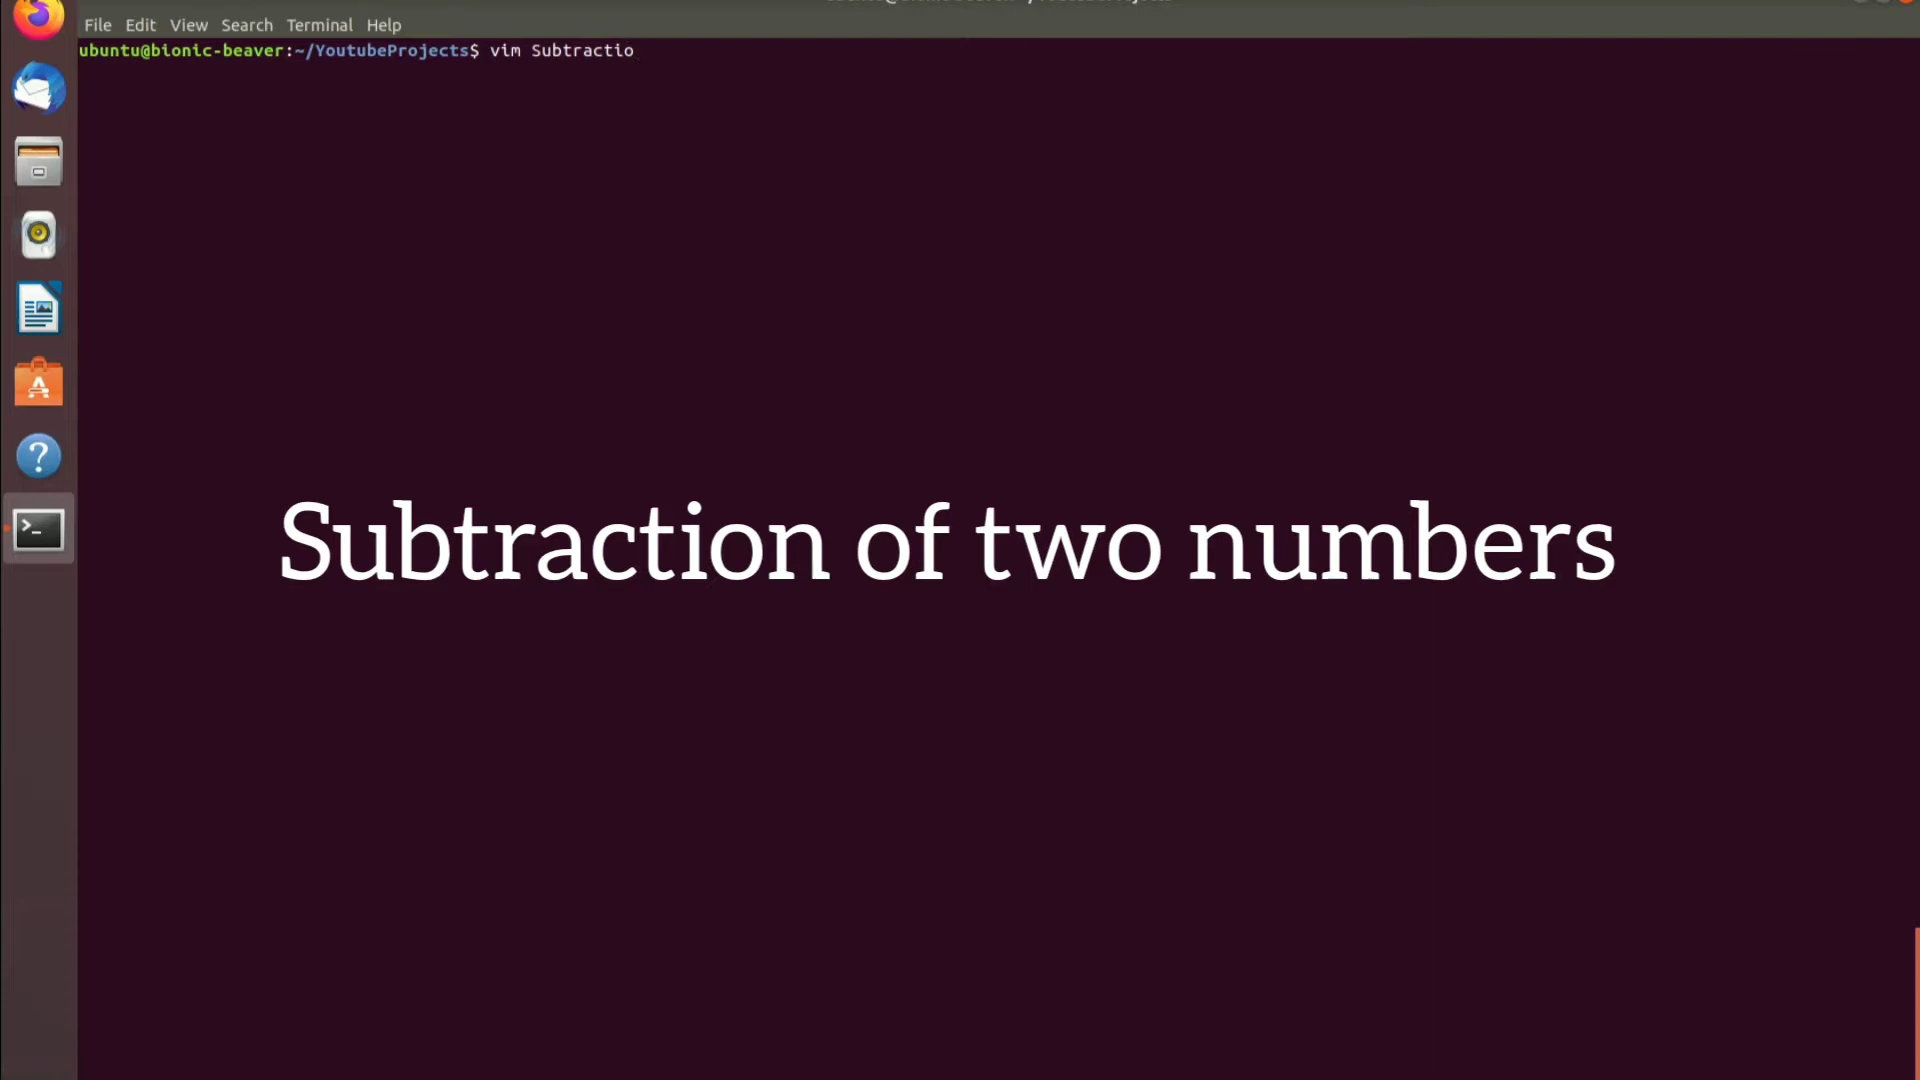 File Edit View Search Terminal Help
ubuntu@bionic-beaver:~/YoutubeProjects$ vim Subtractio
Subtraction of two numbers